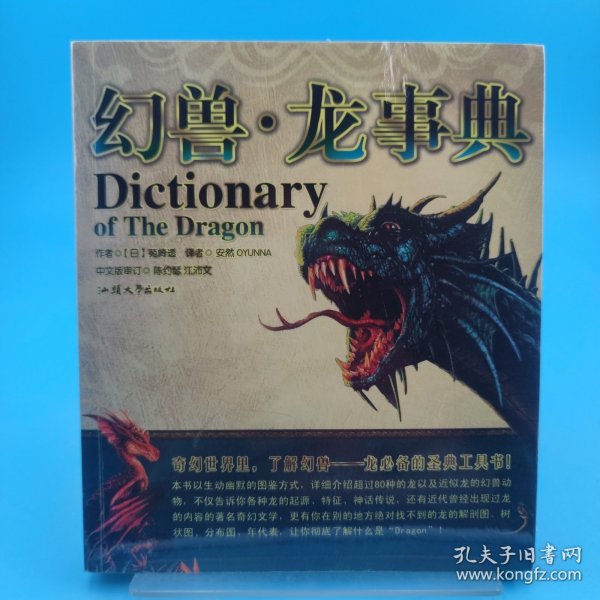 幻兽·龙事典
Dictionary
of The Dragon
作者◇【日】苑崎透 译者◇安然 OYUNNA
中文版审订◇陈灼 江沛文
汕头大学出版社
奇幻世界里，了解幻兽——龙必备的圣典工具书！
本书以生动幽默的图鉴方式，详细介绍超过80种的龙以及近似龙的幻兽动
物，不仅告诉你各种龙的起源、特征、神话传说，还有近代曾经出现过龙
的内容的著名奇幻文学，更有你在别的地方绝对找不到的龙的解剖图、树
状图、分布图、年代表，让你彻底了解什么是“Dragon”！
孔夫子旧书网
www.kongfz.com